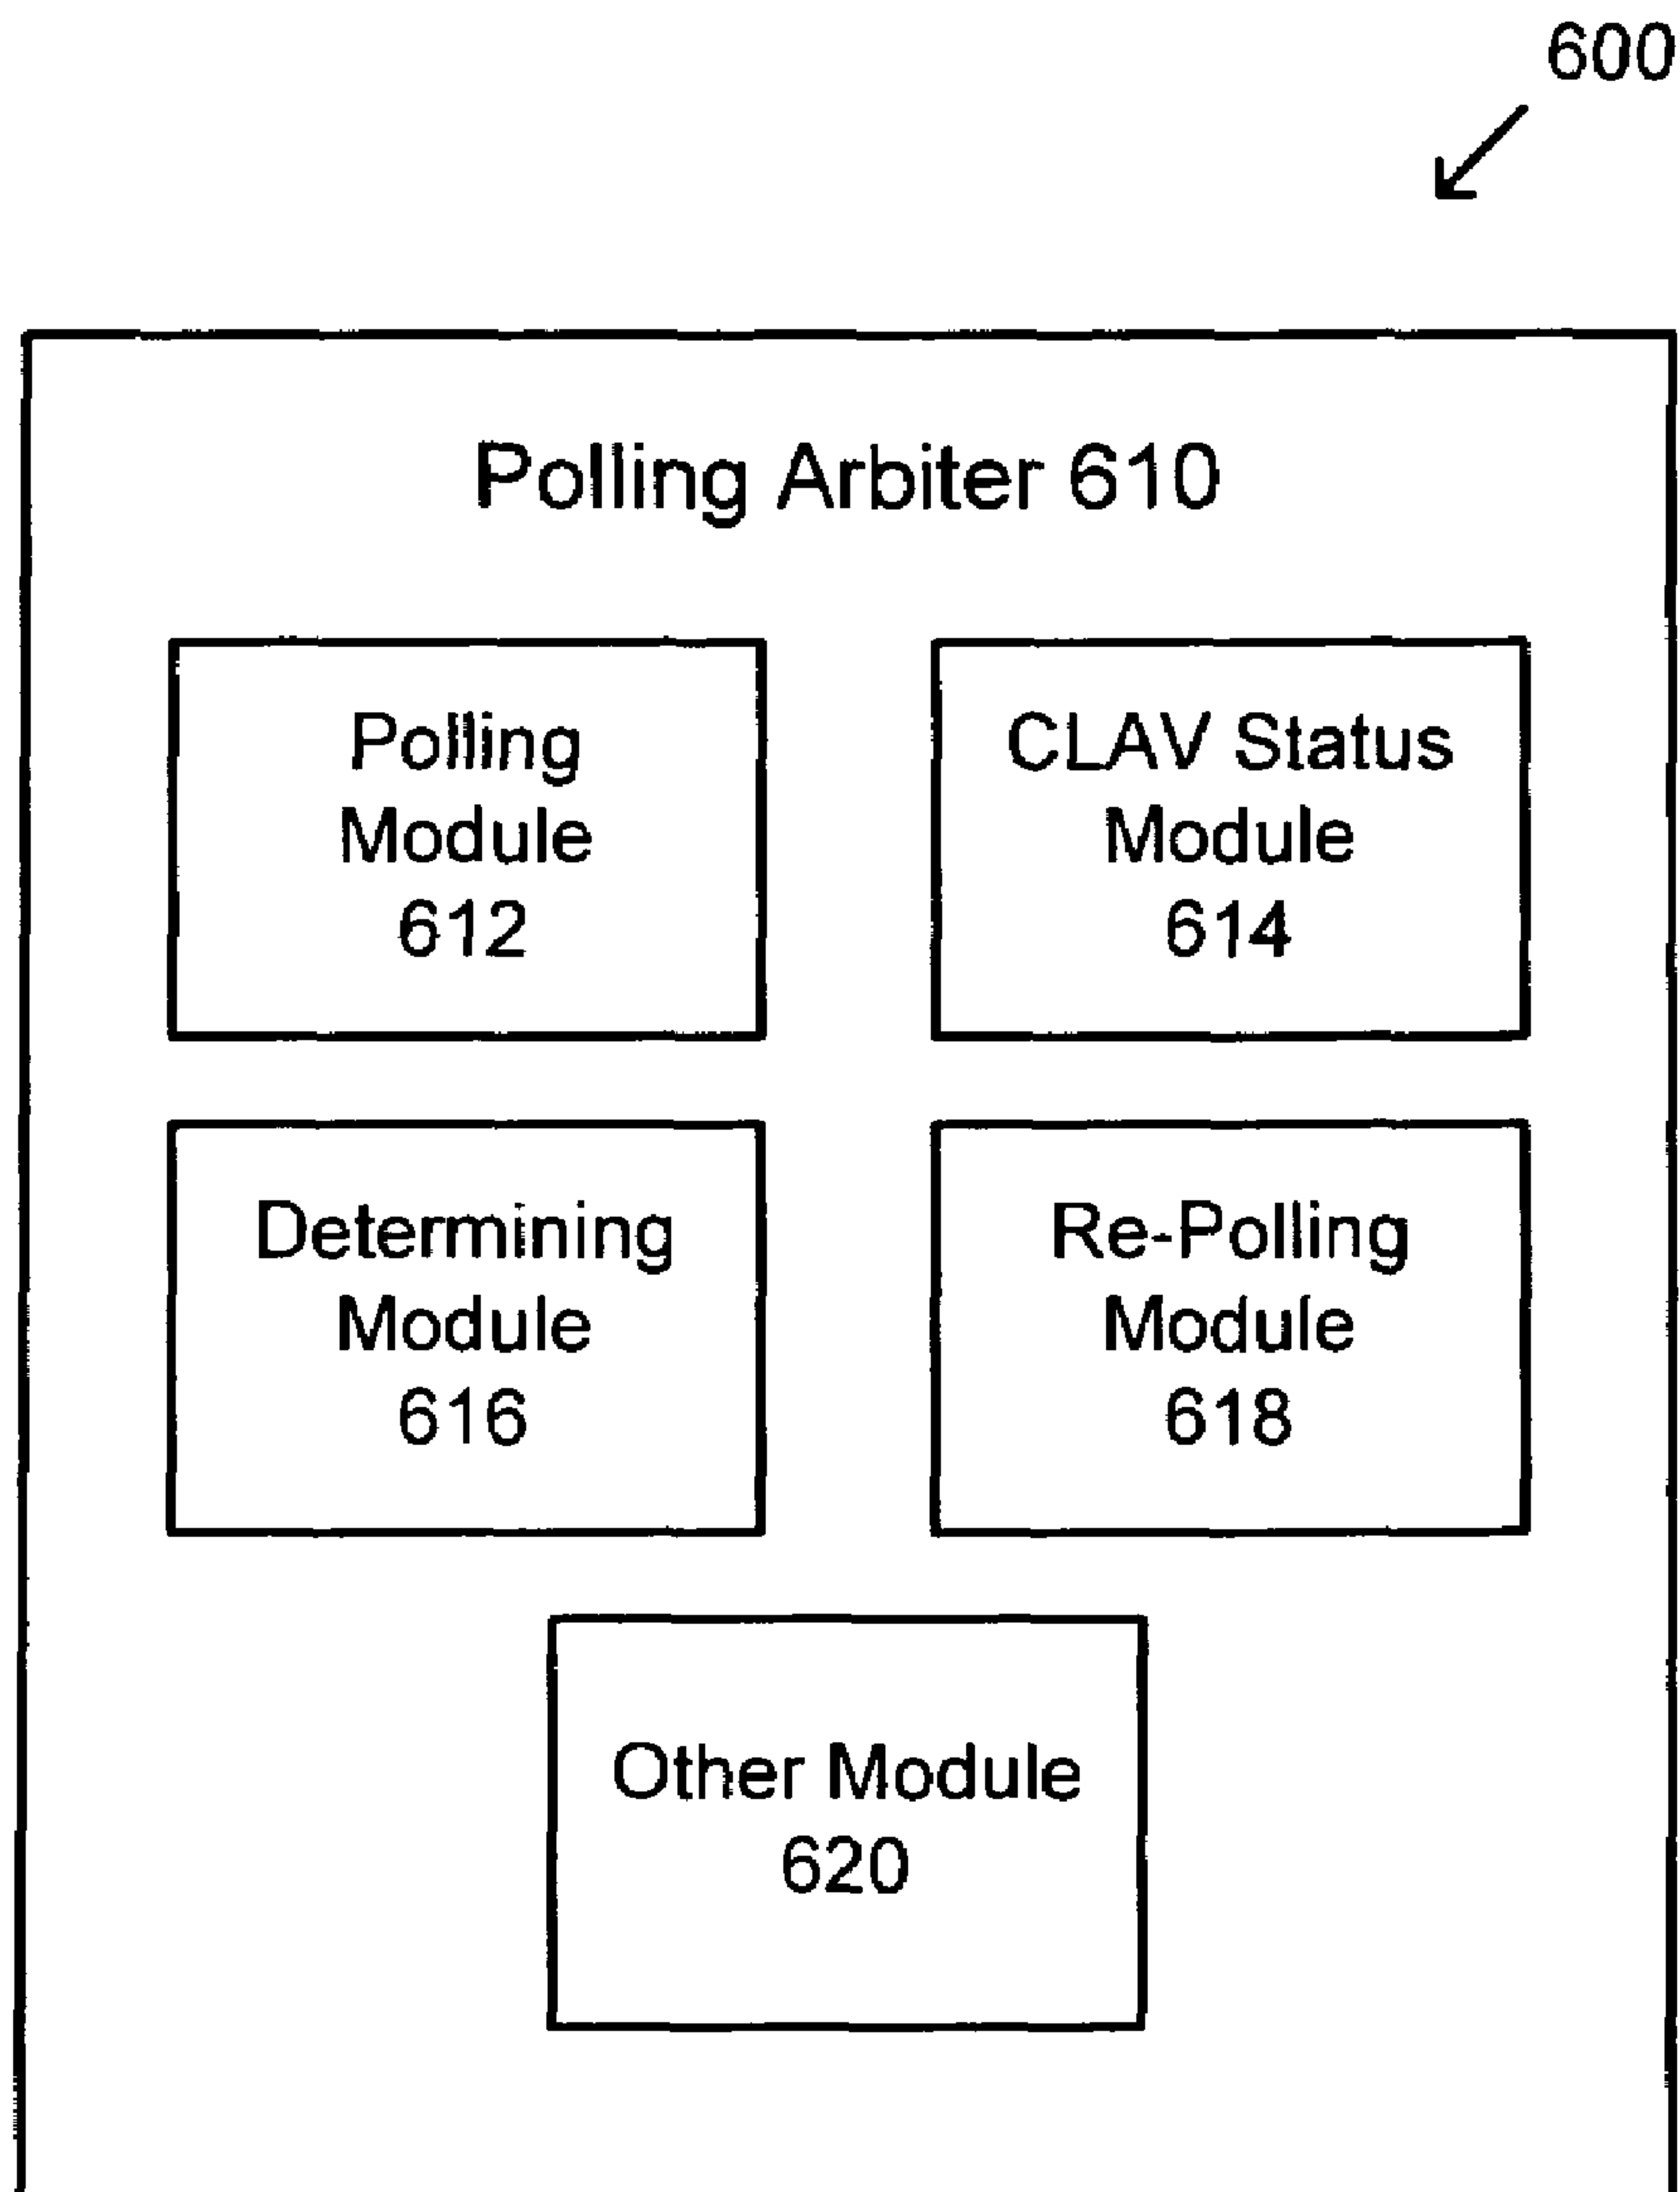 600
Polling Arbiter 610
Polling
Module
612
CLAV Status
Module
614
Determining
Module
616
Re-Polling
Module
618
Other Module
620